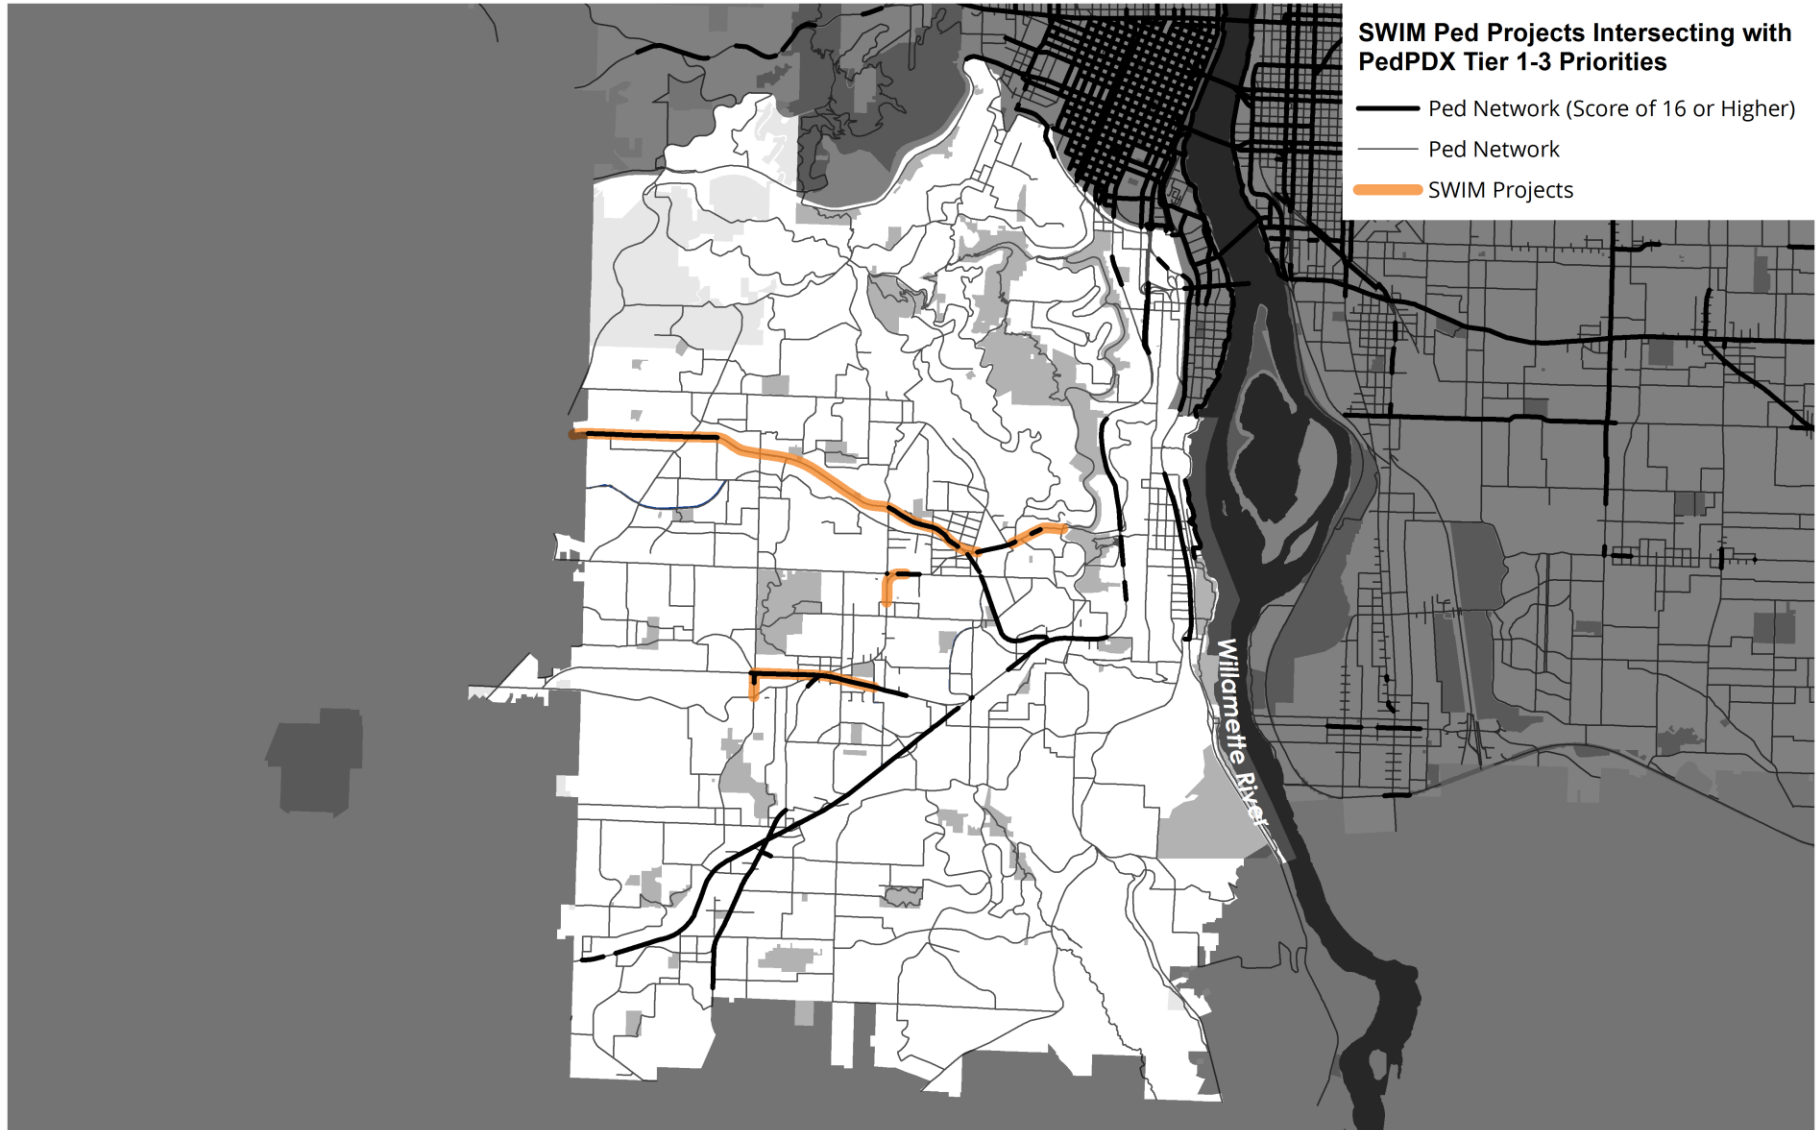 SWIM Ped Projects Intersecting with
PedPDX Tier 1-3 Priorities
Ped Network (Score of 16 or Higher)
Ped Network
SWIM Projects
Willamette River